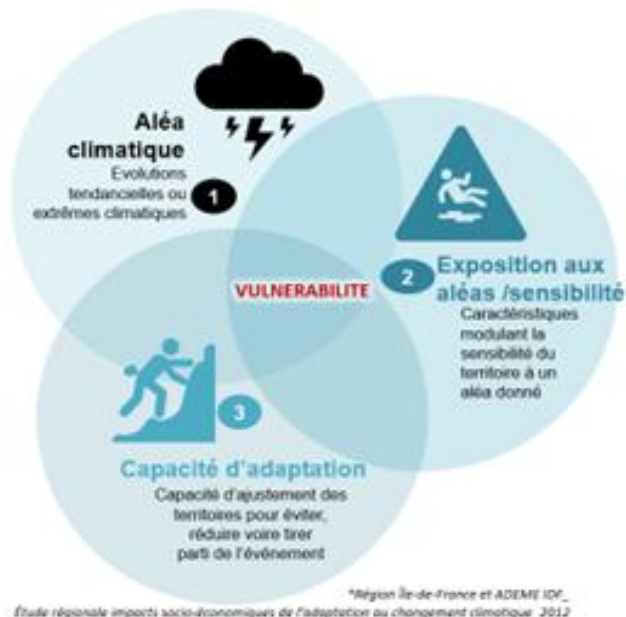 Aléa
climatique
Evolutions
tendancielles ou
extrêmes climatiques
1
VULNERABILITE
2
Exposition aux
aléas /sensibilité
Caractéristiques
modulant la
sensibilité du
territoire à un
aléa donné
3
Capacité d'adaptation
Capacité d'ajustement des
territoires pour éviter,
réduire voire tirer
parti de l'événement
*Région Île-de-France et ADEME IDF_
Étude régionale impacts socio-économiques de l'adaptation au changement climatique_2012